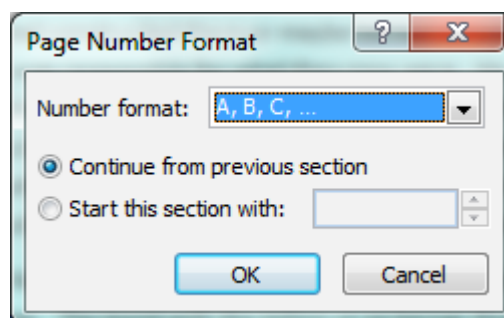 Page Number Format
Number format: A, B, C, ...
Continue from previous section
Start this section with:
OK Cancel